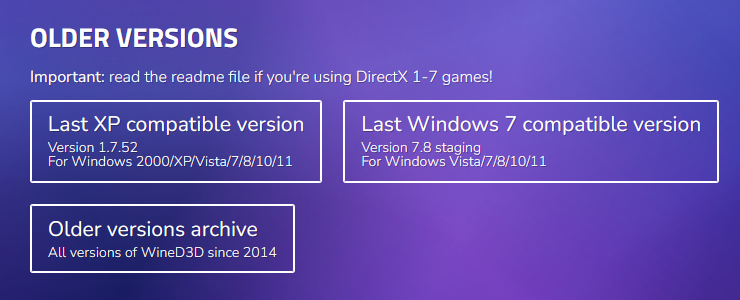 OLDER VERSIONS
Important: read the readme file if you're using DirectX 1-7 games!
Last XP compatible version
Version 1.7.52
For Windows 2000/XP/Vista/7/8/10/11
Last Windows 7 compatible version
Version 7.8 staging
For Windows Vista/7/8/10/11
Older versions archive
All versions of WineD3D since 2014